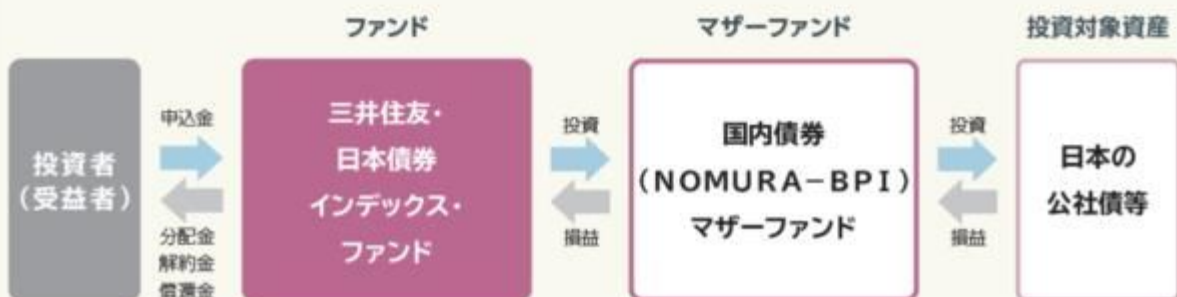 ファンド
マザーファンド
投資対象資産
投資者
(受益者)
申込金
分配金
解約金
償還金
三井住友・
日本債券
インデックス・
ファンド
投資
損益
国内債券
(NOMURA-BPI)
マザーファンド
投資
損益
日本の
公社債等